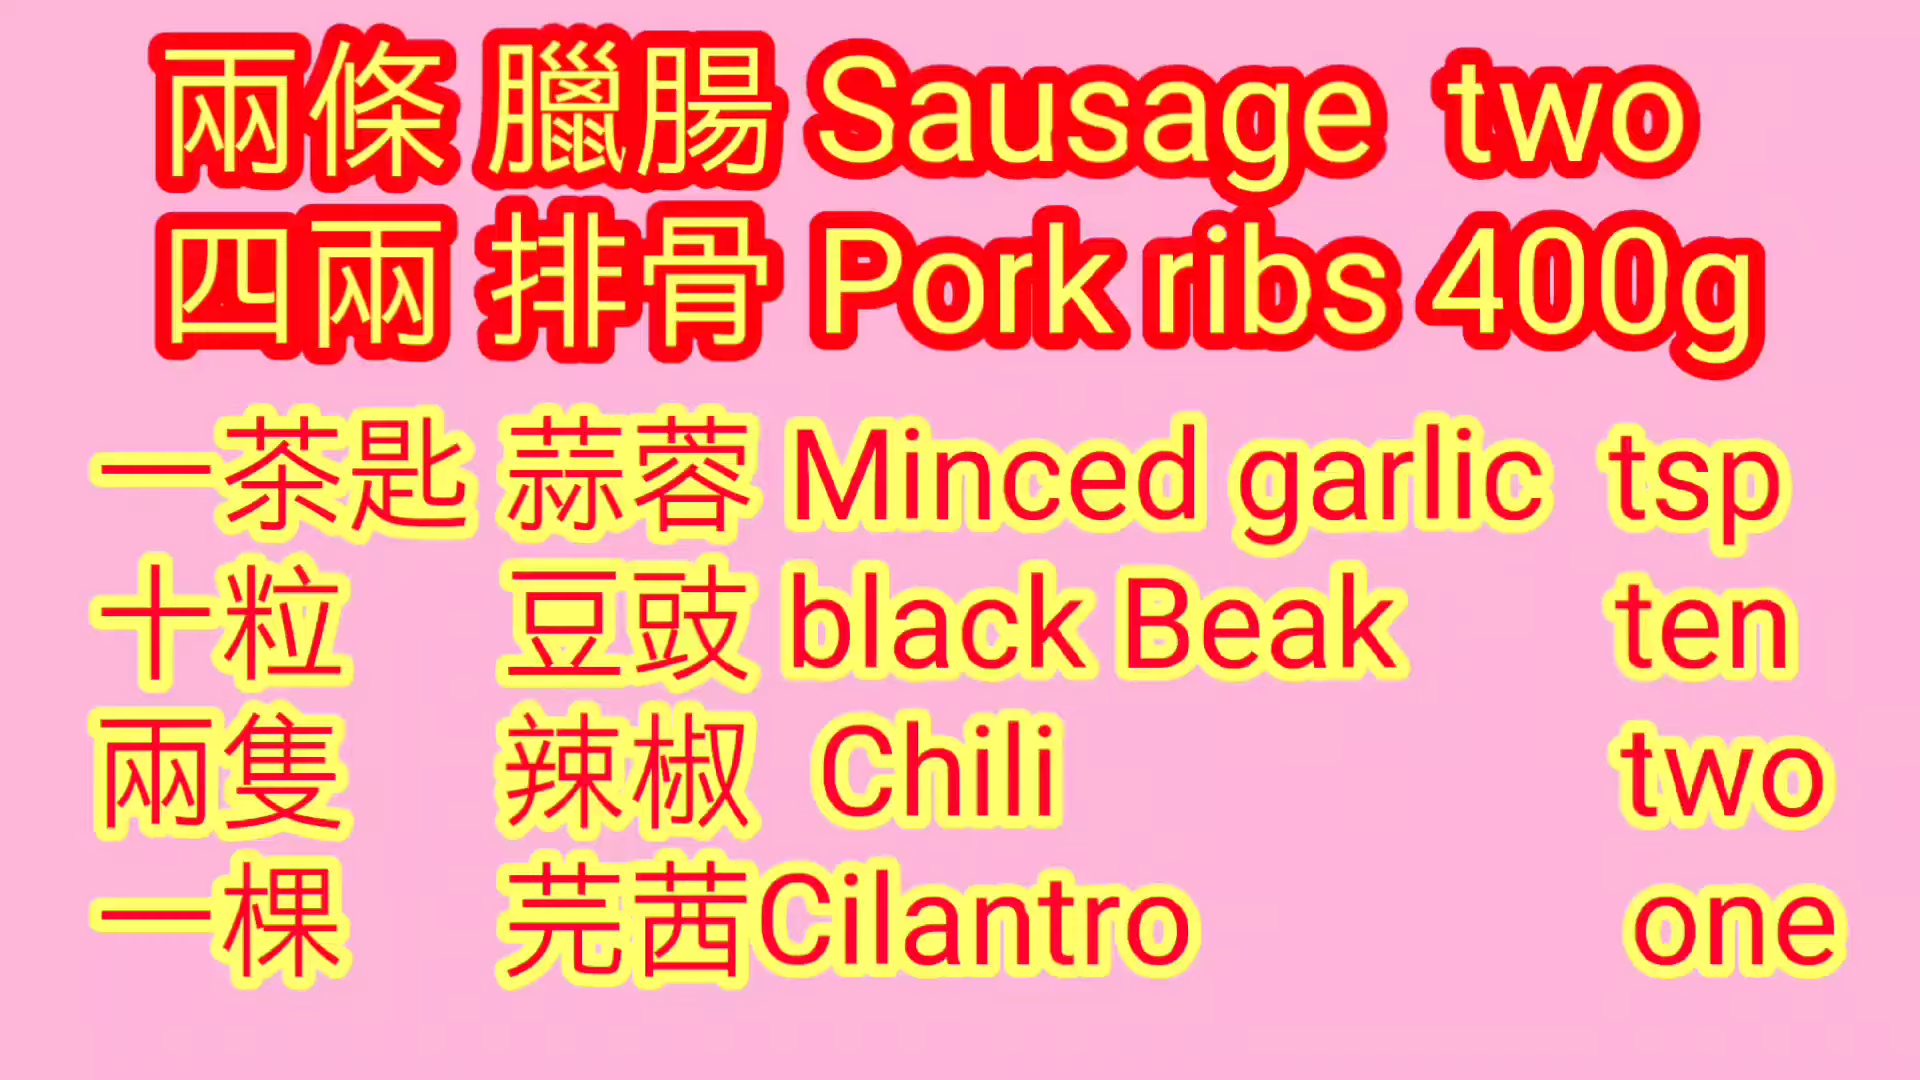 兩條 臘腸 Sausage two
四兩 排骨 Pork ribs 400g
一茶匙 蒜蓉 Minced garlic tsp
十粒 豆豉 black Beak ten
兩隻 辣椒 Chili two
一棵 芫茜Cilantro one